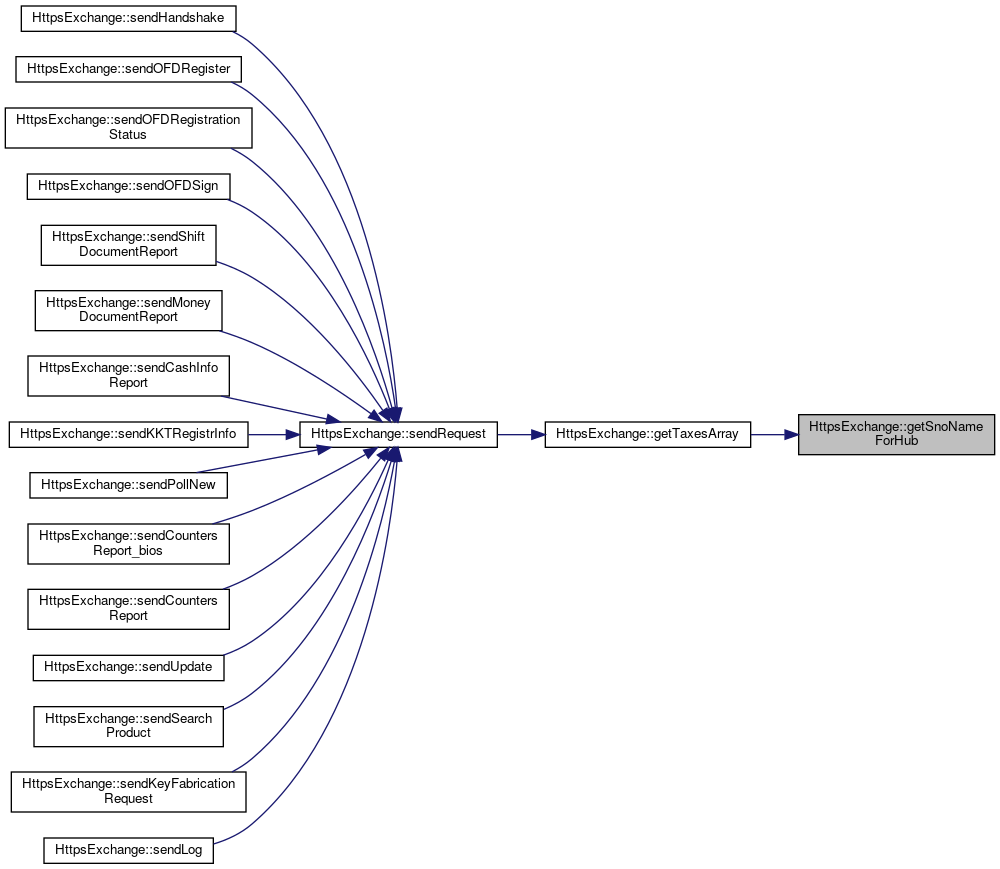 HttpsExchange::sendHandshake
HttpsExchange::sendOFDRegister
HttpsExchange::sendOFDRegistration
Status
HttpsExchange::sendOFDSign
HttpsExchange::sendShift
DocumentReport
HttpsExchange::sendMoney
DocumentReport
HttpsExchange::sendCashInfo
Report
HttpsExchange::sendKKTRegistrInfo
HttpsExchange::sendPollNew
HttpsExchange::sendCounters
Report_bios
HttpsExchange::sendCounters
Report
HttpsExchange::sendUpdate
HttpsExchange::sendSearch
Product
HttpsExchange::sendKeyFabrication
Request
HttpsExchange::sendLog
HttpsExchange::sendRequest
HttpsExchange::getTaxesArray
HttpsExchange::getSnoName
ForHub